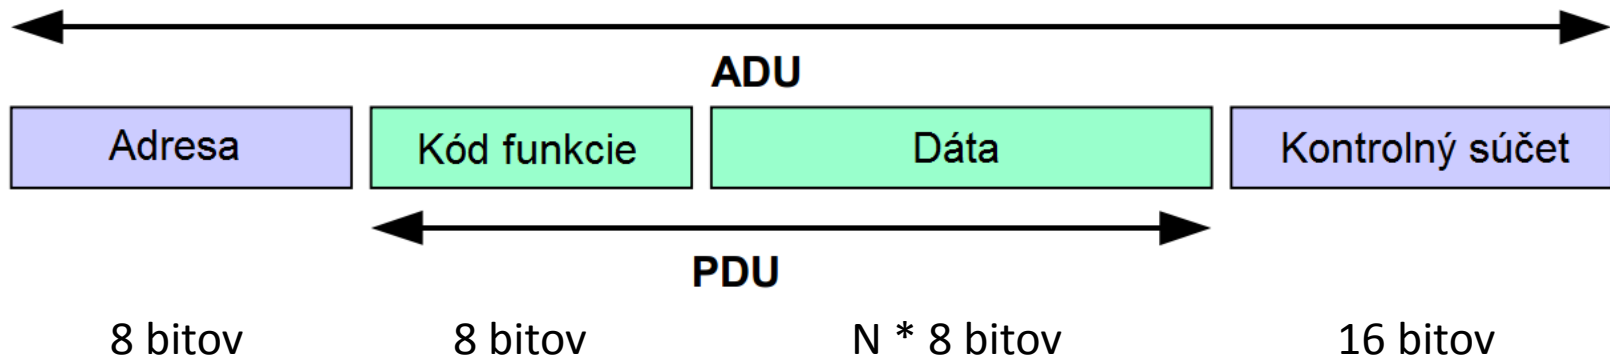 ADU
Adresa Kód funkcie Dáta Kontrolný súčet
PDU
8 bitov 8 bitov N * 8 bitov 16 bitov